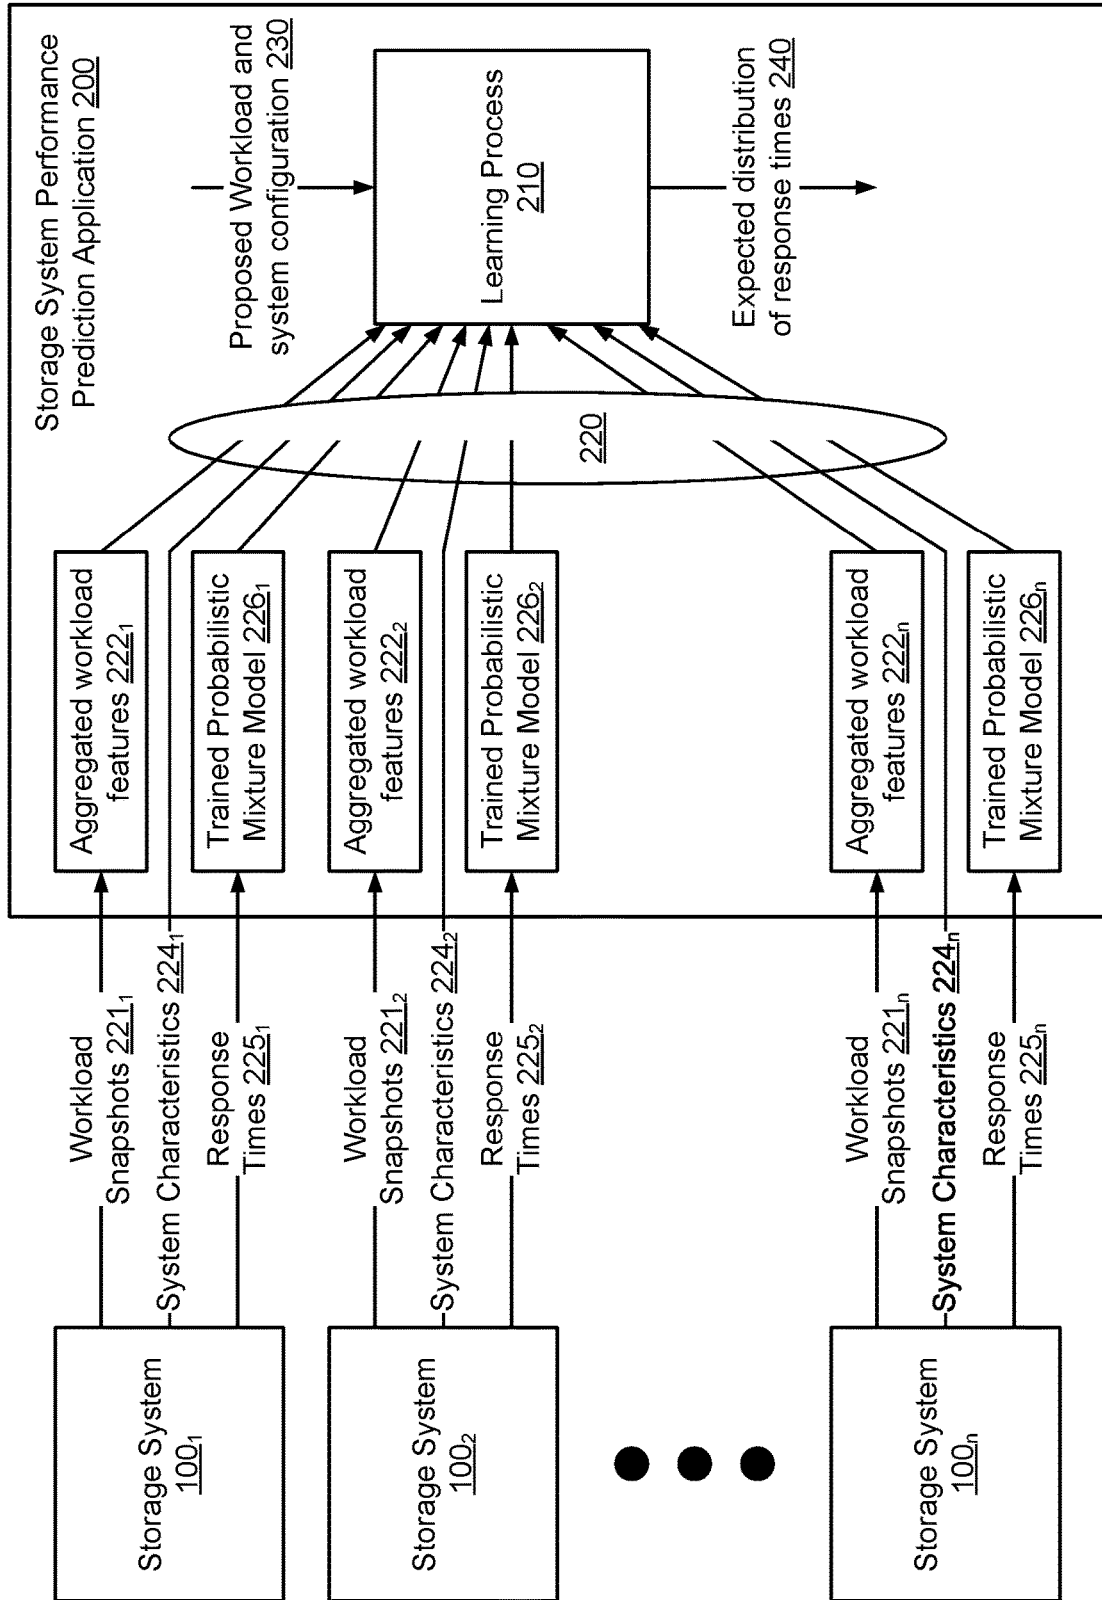 Storage System Performance
Prediction Application 200
Storage System
100₁
Workload
Snapshots 221₁
System Characteristics 224₁
Response
Times 225₁
Aggregated workload
features 222₁
Trained Probabilistic
Mixture Model 226₁
Storage System
100₂
Workload
Snapshots 221₂
System Characteristics 224₂
Response
Times 225₂
Aggregated workload
features 222₂
Trained Probabilistic
Mixture Model 226₂
Storage System
100ₙ
Workload
Snapshots 221ₙ
System Characteristics 224ₙ
Response
Times 225ₙ
Aggregated workload
features 222ₙ
Trained Probabilistic
Mixture Model 226ₙ
220
Proposed Workload and
system configuration 230
Learning Process
210
Expected distribution
of response times 240